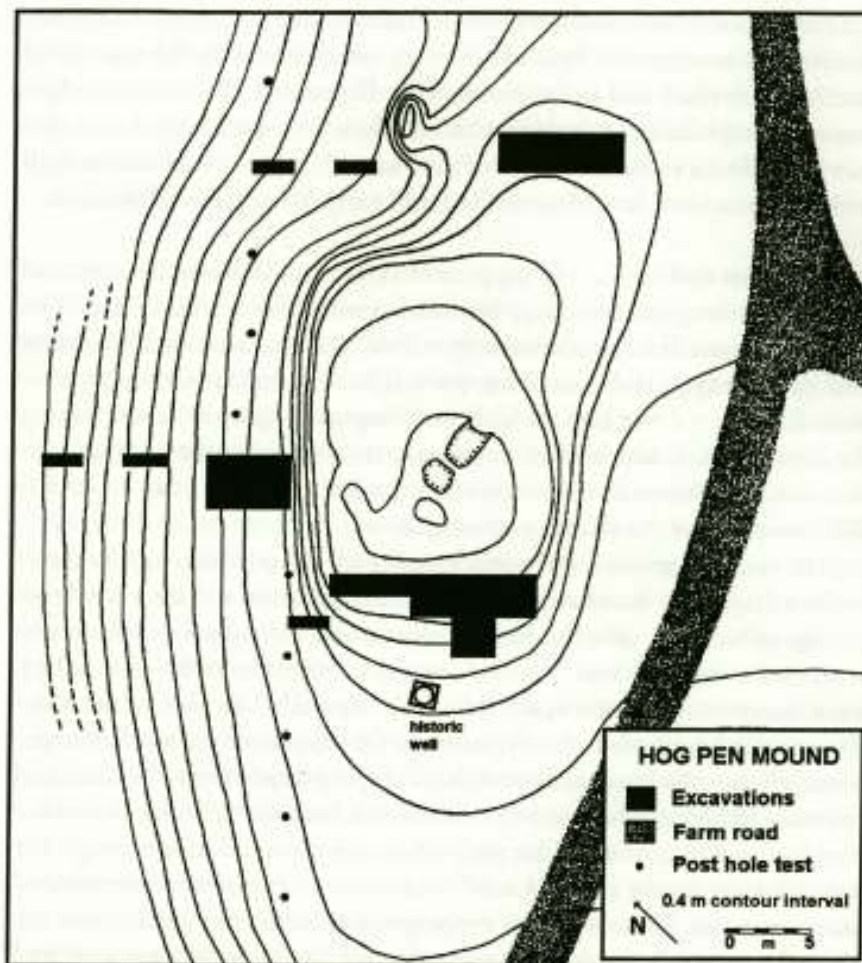 historic
well
HOG PEN MOUND
Excavations
Farm road
Post hole test
0.4 m contour interval
N
0 m 5